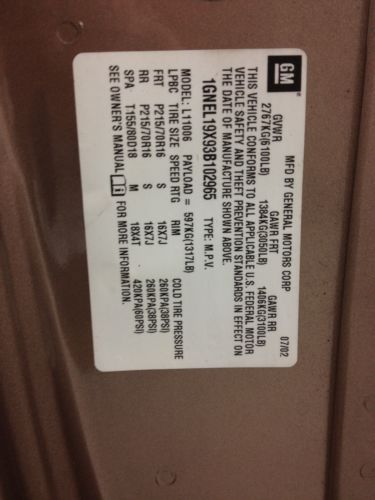 GM
MFD BY GENERAL MOTORS CORP 07/02
GVWR GAWR FRT GAWR RR
2767KG(6100LB) 1384KG(3050LB) 1406KG(3100LB)
THIS VEHICLE CONFORMS TO ALL APPLICABLE U.S. FEDERAL MOTOR
VEHICLE SAFETY AND THEFT PREVENTION STANDARDS IN EFFECT ON
THE DATE OF MANUFACTURE SHOWN ABOVE.
1GNEL19X93B102965 TYPE: M.P.V.
MODEL: L11006 PAYLOAD = 597KG(1317LB)
LPBC TIRE SIZE SPEED RTG RIM COLD TIRE PRESSURE
FRT P215/70R16 S 16X7J 260KPA(38PSI)
RR P215/70R16 S 16X7J 260KPA(38PSI)
SPA T155/80D18 M 18X4T 420KPA(60PSI)
SEE OWNER'S MANUAL i FOR MORE INFORMATION.